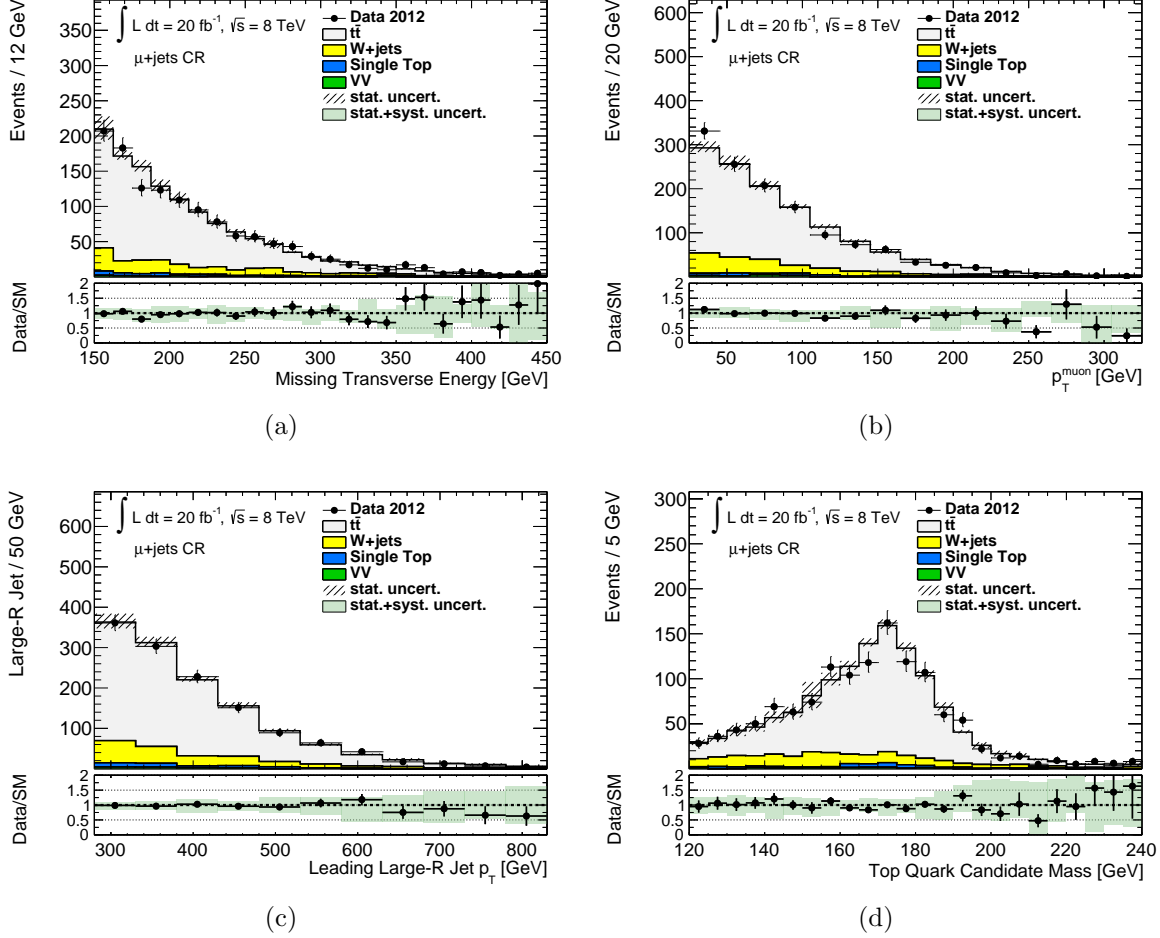 Events / 12 GeV
350
300
250
200
150
100
50
∫ L dt = 20 fb⁻¹, √s = 8 TeV
μ+jets CR
Data 2012
tt̄
W+jets
Single Top
VV
stat. uncert.
stat.+syst. uncert.
Data/SM
2
1.5
1
0.5
0
150 200 250 300 350 400 450
Missing Transverse Energy [GeV]
(a)
Events / 20 GeV
600
500
400
300
200
100
∫ L dt = 20 fb⁻¹, √s = 8 TeV
μ+jets CR
Data 2012
tt̄
W+jets
Single Top
VV
stat. uncert.
stat.+syst. uncert.
Data/SM
2
1.5
1
0.5
0
50 100 150 200 250 300
p_T^muon [GeV]
(b)
Large-R Jet / 50 GeV
600
500
400
300
200
100
∫ L dt = 20 fb⁻¹, √s = 8 TeV
μ+jets CR
Data 2012
tt̄
W+jets
Single Top
VV
stat. uncert.
stat.+syst. uncert.
Data/SM
2
1.5
1
0.5
0
300 400 500 600 700 800
Leading Large-R Jet p_T [GeV]
(c)
Events / 5 GeV
300
250
200
150
100
50
∫ L dt = 20 fb⁻¹, √s = 8 TeV
μ+jets CR
Data 2012
tt̄
W+jets
Single Top
VV
stat. uncert.
stat.+syst. uncert.
Data/SM
2
1.5
1
0.5
0
120 140 160 180 200 220 240
Top Quark Candidate Mass [GeV]
(d)